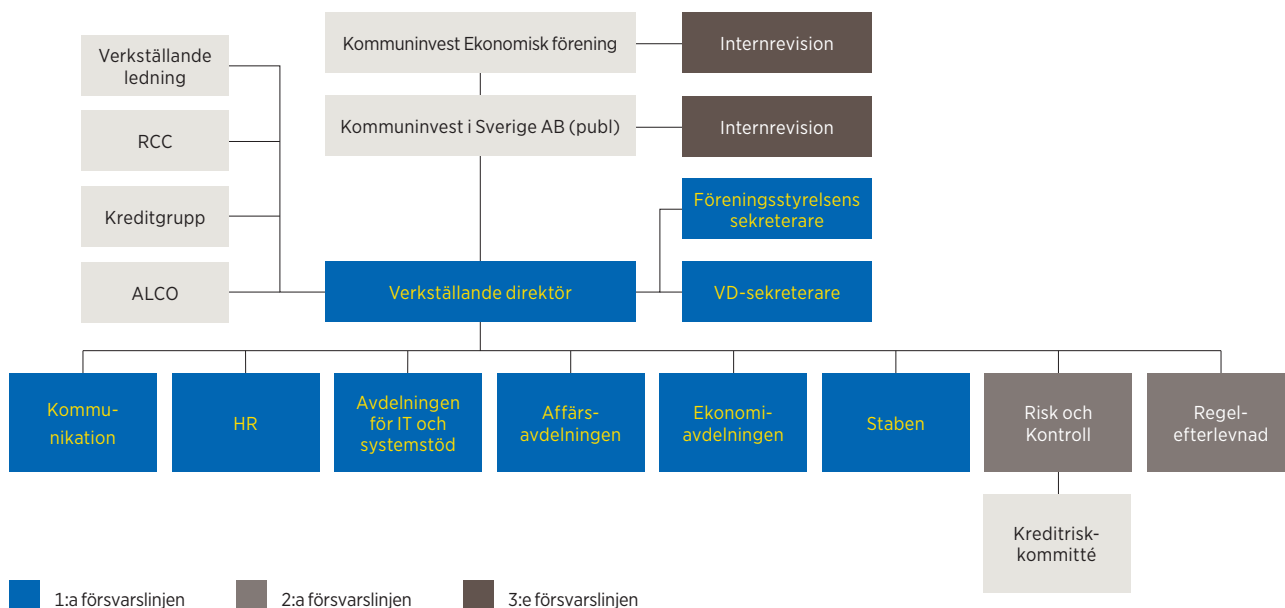 Verkställande
ledning
RCC
Kreditgrupp
ALCO
Kommuninvest Ekonomisk förening
Internrevision
Kommuninvest i Sverige AB (publ)
Internrevision
Föreningsstyrelsens
sekreterare
Verkställande direktör
VD-sekreterare
Kommu-
nikation
HR
Avdelningen
för IT och
systemstöd
Affärs-
avdelningen
Ekonomi-
avdelningen
Staben
Risk och
Kontroll
Regel-
efterlevnad
Kreditrisk-
kommitté
1:a försvarslinjen
2:a försvarslinjen
3:e försvarslinjen